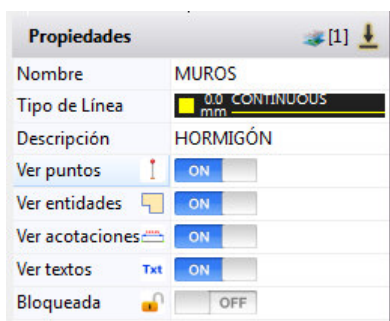 Propiedades [1]
Nombre MUROS
Tipo de Línea 0.0 mm CONTINUOUS
Descripción HORMIGÓN
Ver puntos ON
Ver entidades ON
Ver acotaciones ON
Ver textos Txt ON
Bloqueada OFF